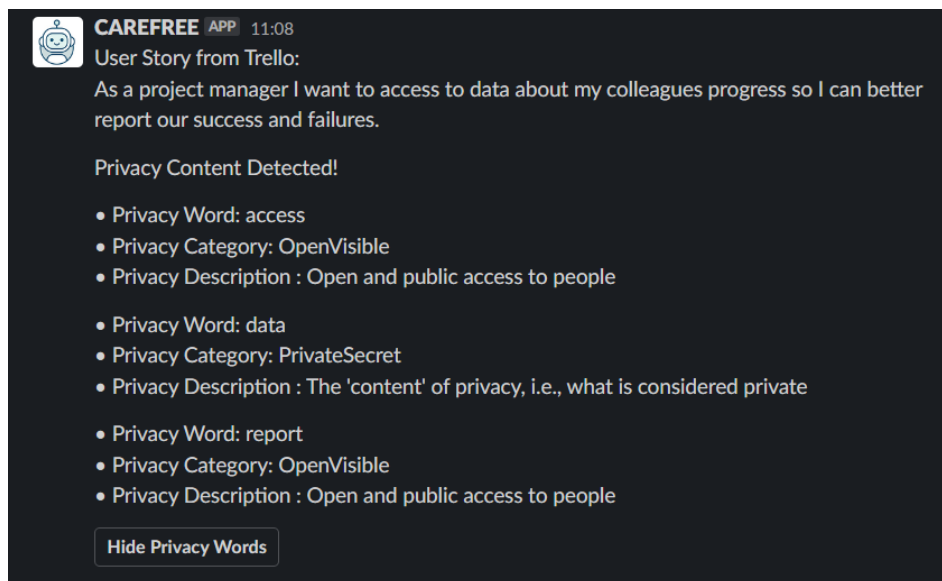 CAREFREE APP 11:08
User Story from Trello:
As a project manager I want to access to data about my colleagues progress so I can better
report our success and failures.
Privacy Content Detected!
• Privacy Word: access
• Privacy Category: OpenVisible
• Privacy Description : Open and public access to people
• Privacy Word: data
• Privacy Category: PrivateSecret
• Privacy Description : The 'content' of privacy, i.e., what is considered private
• Privacy Word: report
• Privacy Category: OpenVisible
• Privacy Description : Open and public access to people
Hide Privacy Words